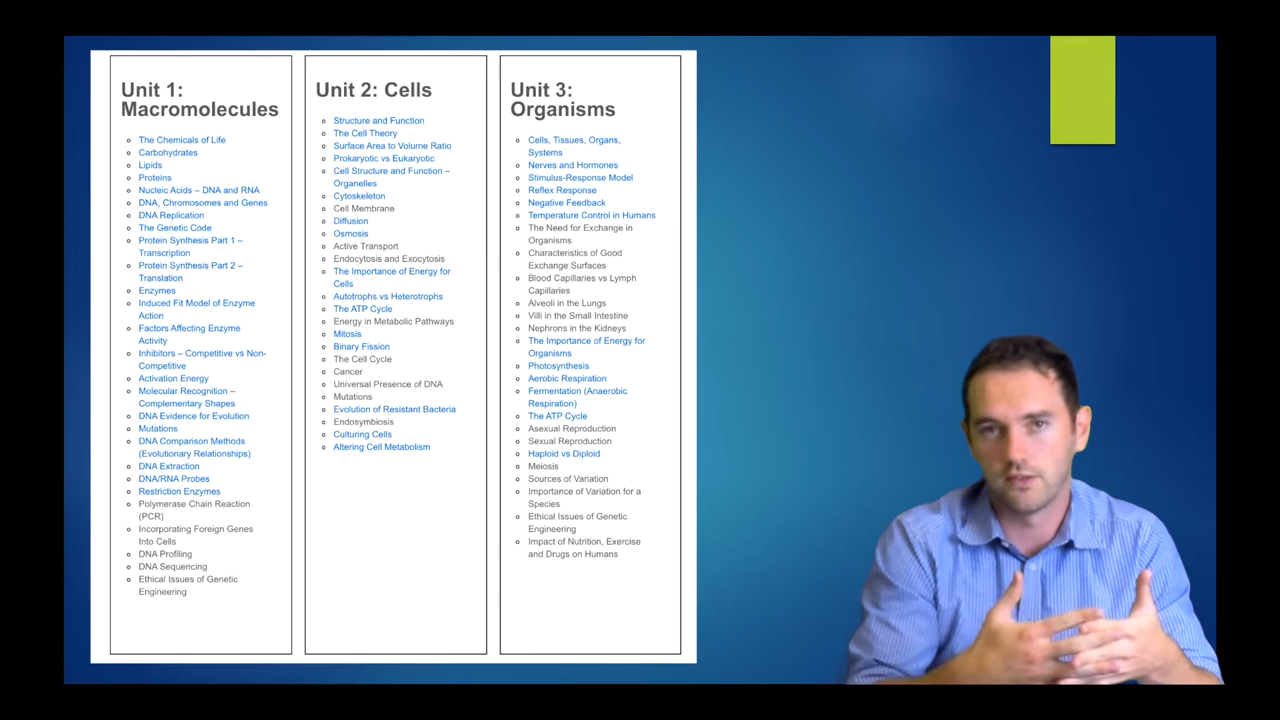 Unit 1:
Macromolecules
The Chemicals of Life
Carbohydrates
Lipids
Proteins
Nucleic Acids – DNA and RNA
DNA, Chromosomes and Genes
DNA Replication
The Genetic Code
Protein Synthesis Part 1 –
Transcription
Protein Synthesis Part 2 –
Translation
Enzymes
Induced Fit Model of Enzyme
Action
Factors Affecting Enzyme
Activity
Inhibitors – Competitive vs Non-
Competitive
Activation Energy
Molecular Recognition –
Complementary Shapes
DNA Evidence for Evolution
Mutations
DNA Comparison Methods
(Evolutionary Relationships)
DNA Extraction
DNA/RNA Probes
Restriction Enzymes
Polymerase Chain Reaction
(PCR)
Incorporating Foreign Genes
Into Cells
DNA Profiling
DNA Sequencing
Ethical Issues of Genetic
Engineering
Unit 2: Cells
Structure and Function
The Cell Theory
Surface Area to Volume Ratio
Prokaryotic vs Eukaryotic
Cell Structure and Function –
Organelles
Cytoskeleton
Cell Membrane
Diffusion
Osmosis
Active Transport
Endocytosis and Exocytosis
The Importance of Energy for
Cells
Autotrophs vs Heterotrophs
The ATP Cycle
Energy in Metabolic Pathways
Mitosis
Binary Fission
The Cell Cycle
Cancer
Universal Presence of DNA
Mutations
Evolution of Resistant Bacteria
Endosymbiosis
Culturing Cells
Altering Cell Metabolism
Unit 3:
Organisms
Cells, Tissues, Organs,
Systems
Nerves and Hormones
Stimulus-Response Model
Reflex Response
Negative Feedback
Temperature Control in Humans
The Need for Exchange in
Organisms
Characteristics of Good
Exchange Surfaces
Blood Capillaries vs Lymph
Capillaries
Alveoli in the Lungs
Villi in the Small Intestine
Nephrons in the Kidneys
The Importance of Energy for
Organisms
Photosynthesis
Aerobic Respiration
Fermentation (Anaerobic
Respiration)
The ATP Cycle
Asexual Reproduction
Sexual Reproduction
Haploid vs Diploid
Meiosis
Sources of Variation
Importance of Variation for a
Species
Ethical Issues of Genetic
Engineering
Impact of Nutrition, Exercise
and Drugs on Humans